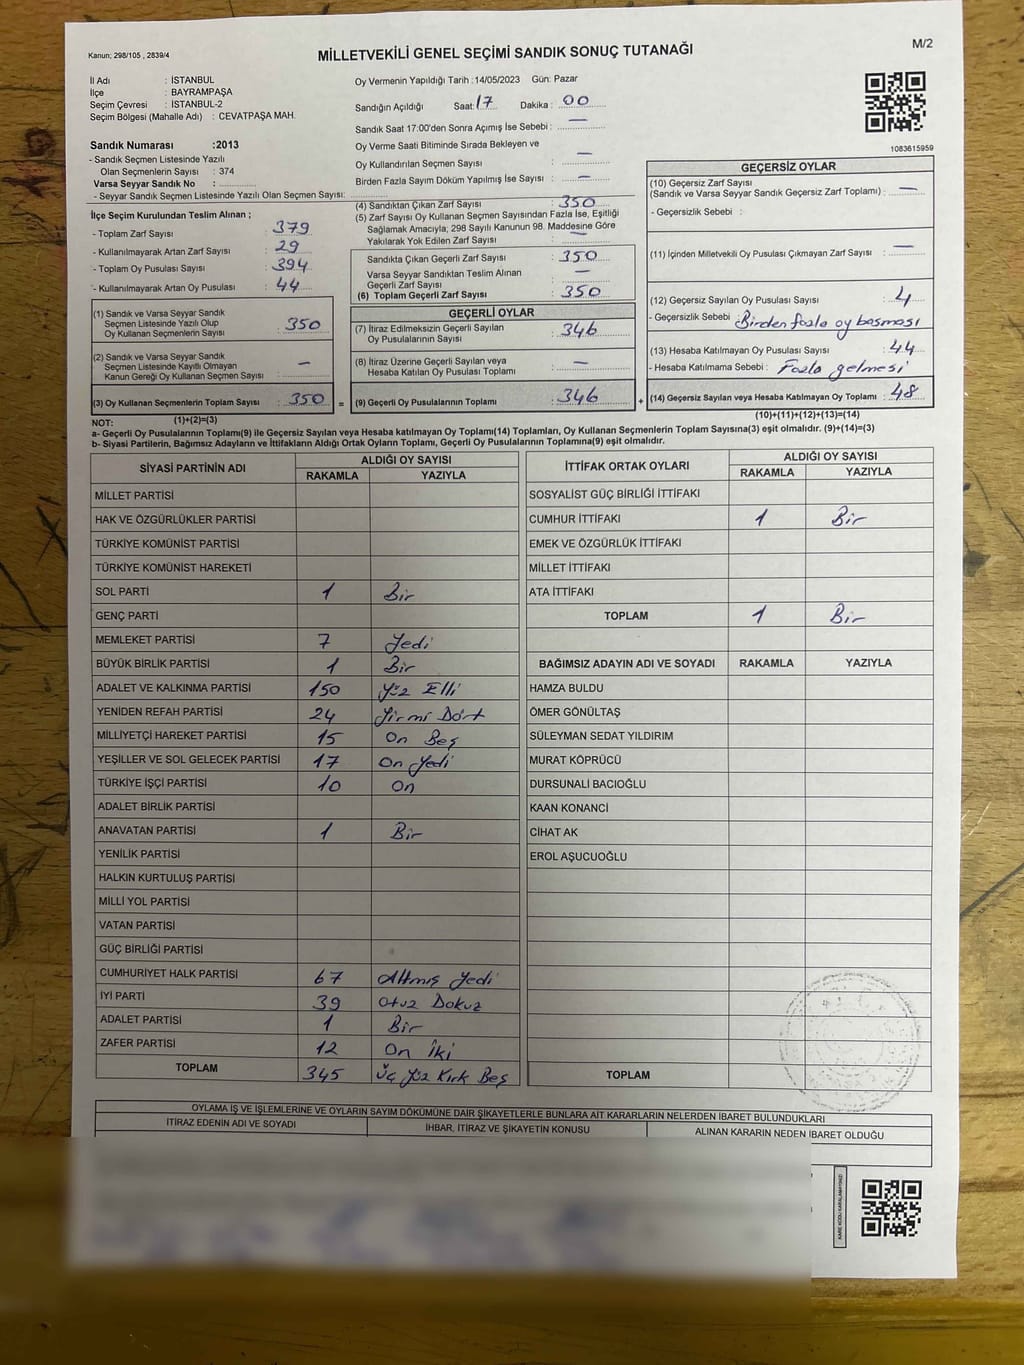 Kanun; 298/105 , 2839/4
MİLLETVEKİLİ GENEL SEÇİMİ SANDIK SONUÇ TUTANAĞI
M/2
İl Adı : İSTANBUL
İlçe : BAYRAMPAŞA
Seçim Çevresi : İSTANBUL-2
Seçim Bölgesi (Mahalle Adı) : CEVATPAŞA MAH.
Sandık Numarası :2013
- Sandık Seçmen Listesinde Yazılı
Olan Seçmenlerin Sayısı : 374
Varsa Seyyar Sandık No :
- Seyyar Sandık Listesinde Yazılı Olan Seçmen Sayısı:
İlçe Seçim Kurulundan Teslim Alınan ;
- Toplam Zarf Sayısı : 379
- Kullanılmayarak Artan Zarf Sayısı : 29
- Toplam Oy Pusulası Sayısı : 394
- Kullanılmayarak Artan Oy Pusulası : 44
(1) Sandık ve Varsa Seyyar Sandık
Seçmen Listesinde Yazılı Olup
Oy Kullanan Seçmenlerin Sayısı : 350
(2) Sandık ve Varsa Seyyar Sandık
Seçmen Listesinde Kayıtlı Olmayan
Kanun Gereği Oy Kullanan Seçmen Sayısı : —
(3) Oy Kullanan Seçmenlerin Toplam Sayısı : 350 =
(1)+(2)=(3)
Oy Vermenin Yapıldığı Tarih :14/05/2023 Gün: Pazar
Sandığın Açıldığı Saat: 17 Dakika : 00
Sandık Saat 17:00'den Sonra Açımış İse Sebebi : —
Oy Verme Saati Bitiminde Sırada Bekleyen ve
Oy Kullandırılan Seçmen Sayısı : —
Birden Fazla Sayım Döküm Yapılmış İse Sayısı : —
(4) Sandıktan Çıkan Zarf Sayısı : 350
(5) Zarf Sayısı Oy Kullanan Seçmen Sayısından Fazla İse, Eşitliği
Sağlamak Amacıyla; 298 Sayılı Kanunun 98. Maddesine Göre
Yakılarak Yok Edilen Zarf Sayısı : —
Sandıkta Çıkan Geçerli Zarf Sayısı : 350
Varsa Seyyar Sandıktan Teslim Alınan
Geçerli Zarf Sayısı : —
(6) Toplam Geçerli Zarf Sayısı : 350
GEÇERLİ OYLAR
(7) İtiraz Edilmeksizin Geçerli Sayılan
Oy Pusulalarının Sayısı : 346
(8) İtiraz Üzerine Geçerli Sayılan veya
Hesaba Katılan Oy Pusulası Toplamı : —
(9) Geçerli Oy Pusulalarının Toplamı : 346 +
1083615959
GEÇERSİZ OYLAR
(10) Geçersiz Zarf Sayısı
(Sandık ve Varsa Seyyar Sandık Geçersiz Zarf Toplamı) : —
- Geçersizlik Sebebi :
(11) İçinden Milletvekili Oy Pusulası Çıkmayan Zarf Sayısı : —
(12) Geçersiz Sayılan Oy Pusulası Sayısı : 4
- Geçersizlik Sebebi : Birden fazla oy basması
(13) Hesaba Katılmayan Oy Pusulası Sayısı : 44
- Hesaba Katılmama Sebebi : Fazla gelmesi
(14) Geçersiz Sayılan veya Hesaba Katılmayan Oy Toplamı : 48
(10)+(11)+(12)+(13)=(14)
NOT:
a- Geçerli Oy Pusulalarının Toplamı(9) ile Geçersiz Sayılan veya Hesaba katılmayan Oy Toplamı(14) Toplamları, Oy Kullanan Seçmenlerin Toplam Sayısına(3) eşit olmalıdır. (9)+(14)=(3)
b- Siyasi Partilerin, Bağımsız Adayların ve İttifakların Aldığı Ortak Oyların Toplamı, Geçerli Oy Pusulalarının Toplamına(9) eşit olmalıdır.
SİYASİ PARTİNİN ADI ALDIĞI OY SAYISI
RAKAMLA YAZIYLA
MİLLET PARTİSİ
HAK VE ÖZGÜRLÜKLER PARTİSİ
TÜRKİYE KOMÜNİST PARTİSİ
TÜRKİYE KOMÜNİST HAREKETİ
SOL PARTİ 1 Bir
GENÇ PARTİ
MEMLEKET PARTİSİ 7 Yedi
BÜYÜK BİRLİK PARTİSİ 1 Bir
ADALET VE KALKINMA PARTİSİ 150 Yüz Elli
YENİDEN REFAH PARTİSİ 24 Yirmi Dört
MİLLİYETÇİ HAREKET PARTİSİ 15 On Beş
YEŞİLLER VE SOL GELECEK PARTİSİ 17 On Yedi
TÜRKİYE İŞÇİ PARTİSİ 10 On
ADALET BİRLİK PARTİSİ
ANAVATAN PARTİSİ 1 Bir
YENİLİK PARTİSİ
HALKIN KURTULUŞ PARTİSİ
MİLLİ YOL PARTİSİ
VATAN PARTİSİ
GÜÇ BİRLİĞİ PARTİSİ
CUMHURİYET HALK PARTİSİ 67 Altmış Yedi
İYİ PARTİ 39 Otuz Dokuz
ADALET PARTİSİ 1 Bir
ZAFER PARTİSİ 12 On İki
TOPLAM 345 Üç Yüz Kırk Beş
İTTİFAK ORTAK OYLARI ALDIĞI OY SAYISI
RAKAMLA YAZIYLA
SOSYALİST GÜÇ BİRLİĞİ İTTİFAKI
CUMHUR İTTİFAKI 1 Bir
EMEK VE ÖZGÜRLÜK İTTİFAKI
MİLLET İTTİFAKI
ATA İTTİFAKI
TOPLAM 1 Bir
BAĞIMSIZ ADAYIN ADI VE SOYADI RAKAMLA YAZIYLA
HAMZA BULDU
ÖMER GÖNÜLTAŞ
SÜLEYMAN SEDAT YILDIRIM
MURAT KÖPRÜCÜ
DURSUNALİ BACIOĞLU
KAAN KONANCİ
CİHAT AK
EROL AŞUCUOĞLU
TOPLAM
OYLAMA İŞ VE İŞLEMLERİNE VE OYLARIN SAYIM DÖKÜMÜNE DAİR ŞİKAYETLERLE BUNLARA AİT KARARLARIN NELERDEN İBARET BULUNDUKLARI
İTİRAZ EDENİN ADI VE SOYADI İHBAR, İTİRAZ VE ŞİKAYETİN KONUSU ALINAN KARARIN NEDEN İBARET OLDUĞU